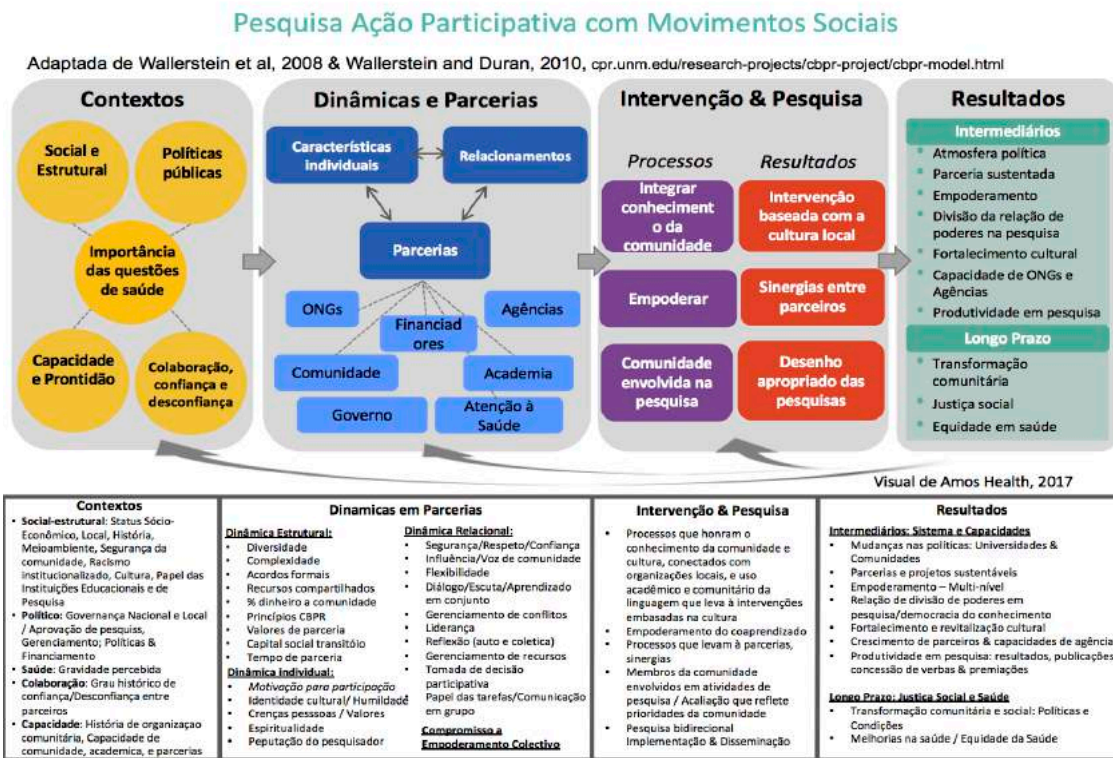 Pesquisa Ação Participativa com Movimentos Sociais
Adaptada de Wallerstein et al, 2008 & Wallerstein and Duran, 2010, cpr.unm.edu/research-projects/cbpr-project/cbpr-model.html
Contextos
Social e
Estrutural
Políticas
públicas
Importância
das questões
de saúde
Capacidade
e Prontidão
Colaboração,
confiança e
desconfiança
Dinâmicas e Parcerias
Características
individuais
Relacionamentos
Parcerias
ONGs
Agências
Financiad
ores
Comunidade
Academia
Governo
Atenção à
Saúde
Intervenção & Pesquisa
Processos
Resultados
Integrar
conheciment
o da
comunidade
Intervenção
baseada com a
cultura local
Empoderar
Sinergias entre
parceiros
Comunidade
envolvida na
pesquisa
Desenho
apropriado das
pesquisas
Resultados
Intermediários
Atmosfera política
Parceria sustentada
Empoderamento
Divisão da relação de
poderes na pesquisa
Fortalecimento cultural
Capacidade de ONGs e
Agências
Produtividade em pesquisa
Longo Prazo
Transformação
comunitária
Justiça social
Equidade em saúde
Visual de Amos Health, 2017
Contextos
• Social-estrutural: Status Sócio-
Econômico, Local, História,
Meioambiente, Segurança da
comunidade, Racismo
institucionalizado, Cultura, Papel das
Instituições Educacionais e de
Pesquisa
• Político: Governança Nacional e Local
/ Aprovação de pesquiss,
Gerenciamento; Políticas &
Financiamento
• Saúde: Gravidade percebida
• Colaboração: Grau histórico de
confiança/Desconfiança entre
parceiros
• Capacidade: História de organizaçao
comunitária, Capacidade de
comunidade, academica, e parcerias
Dinamicas em Parcerias
Dinâmica Estrutural:
• Diversidade
• Complexidade
• Acordos formais
• Recursos compartilhados
• % dinheiro a comunidade
• Princípios CBPR
• Valores de parceria
• Capital social transitóio
• Tempo de parceria
Dinâmica individual:
• Motivação para participação
• Identidade cultural/ Humildade
• Crenças pessoas / Valores
• Espiritualidade
• Peputação do pesquisador
Dinâmica Relacional:
• Segurança/Respeto/Confiança
• Influência/Voz de comunidade
• Flexibilidade
• Diálogo/Escuta/Aprendizado
em conjunto
• Gerenciamento de conflitos
• Liderança
• Reflexão (auto e coletica)
• Gerenciamento de recursos
• Tomada de decisão
participativa
• Papel das tarefas/Comunicação
em grupo
Compromisso a
Empoderamento Colectivo
Intervenção & Pesquisa
• Processos que honram o
conhecimento da comunidade e
cultura, conectados com
organizações locais, e uso
acadêmico e comunitário da
linguagem que leva à intervenções
embasadas na cultura
• Empoderamento do coaprendizado
• Processos que levam à parcerias,
sinergias
• Membros da comunidade
envolvidos em atividades de
pesquisa / Acaliação que reflete
prioridades da comunidade
• Pesquisa bidirecional
Implementação & Disseminação
Resultados
Intermediários: Sistema e Capacidades
• Mudanças nas políticas: Universidades &
Comunidades
• Parcerias e projetos sustentáveis
• Empoderamento – Multi-nível
• Relação de divisão de poderes em
pesquisa/democracia do conhecimento
• Fortalecimento e revitalização cultural
• Crescimemento de parceiros & capacidades de agência
• Produtividade em pesquisa: resultados, publicações
concessão de verbas & premiações
Longo Prazo: Justiça Social e Saúde
• Transformação comunitária e social: Políticas e
Condições
• Melhorias na saúde / Equidade da Saúde